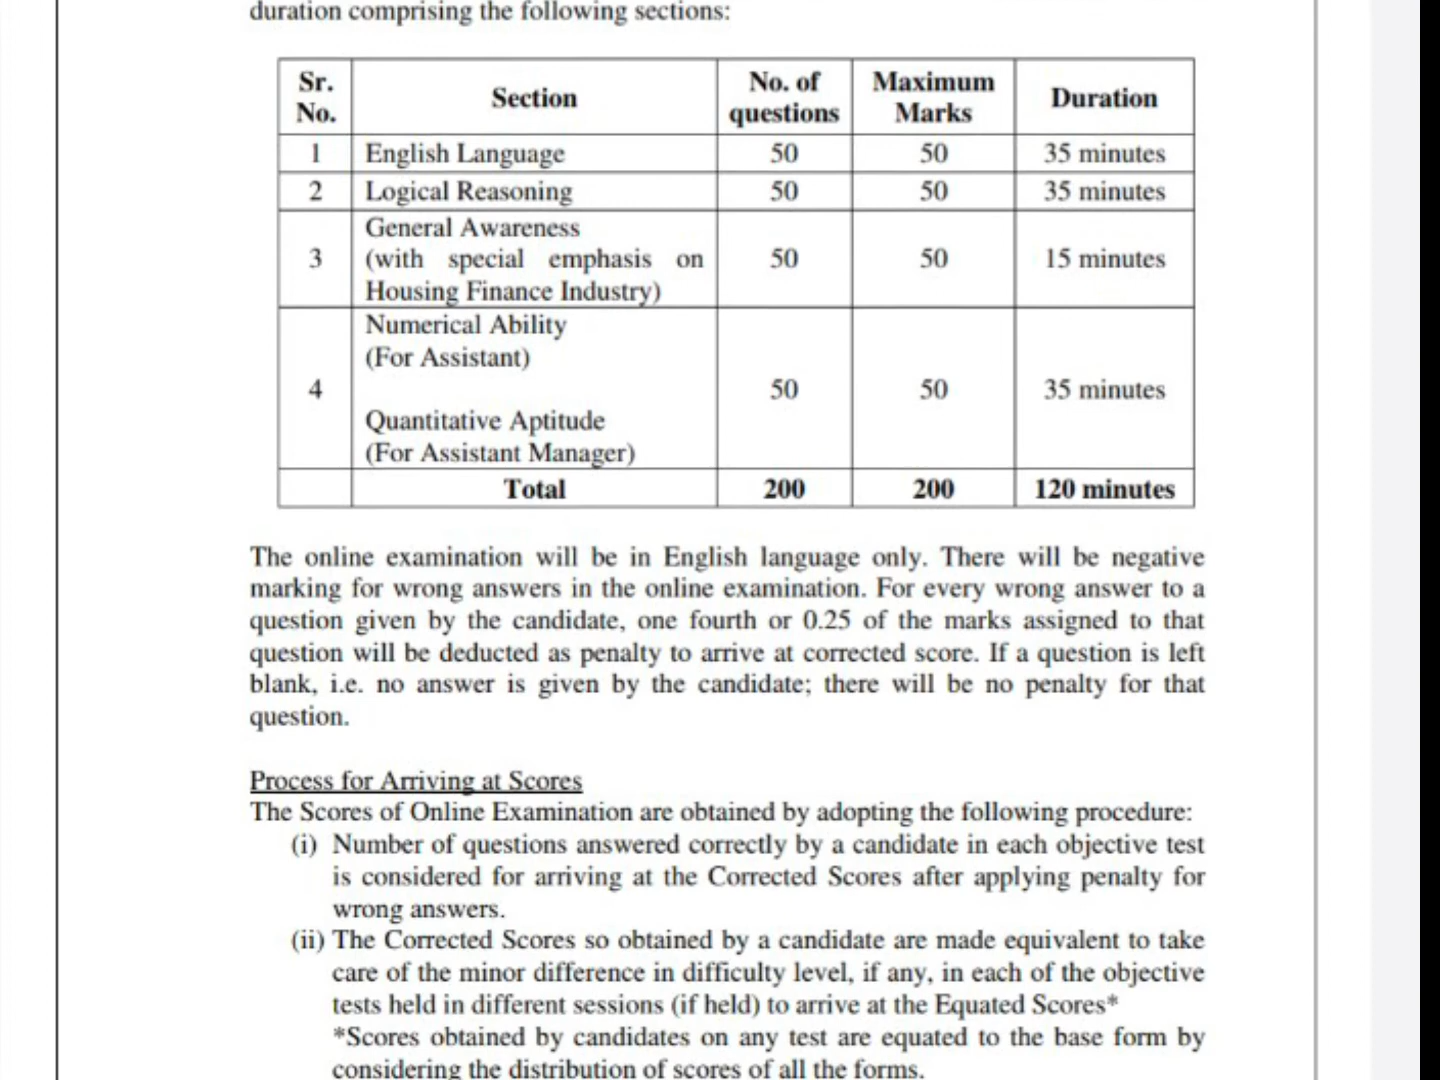 duration comprising the following sections:
Sr. No. Section No. of questions Maximum Marks Duration
1 English Language 50 50 35 minutes
2 Logical Reasoning 50 50 35 minutes
3 General Awareness (with special emphasis on Housing Finance Industry) 50 50 15 minutes
4 Numerical Ability (For Assistant) Quantitative Aptitude (For Assistant Manager) 50 50 35 minutes
Total 200 200 120 minutes
The online examination will be in English language only. There will be negative
marking for wrong answers in the online examination. For every wrong answer to a
question given by the candidate, one fourth or 0.25 of the marks assigned to that
question will be deducted as penalty to arrive at corrected score. If a question is left
blank, i.e. no answer is given by the candidate; there will be no penalty for that
question.
Process for Arriving at Scores
The Scores of Online Examination are obtained by adopting the following procedure:
(i) Number of questions answered correctly by a candidate in each objective test
is considered for arriving at the Corrected Scores after applying penalty for
wrong answers.
(ii) The Corrected Scores so obtained by a candidate are made equivalent to take
care of the minor difference in difficulty level, if any, in each of the objective
tests held in different sessions (if held) to arrive at the Equated Scores*
*Scores obtained by candidates on any test are equated to the base form by
considering the distribution of scores of all the forms.